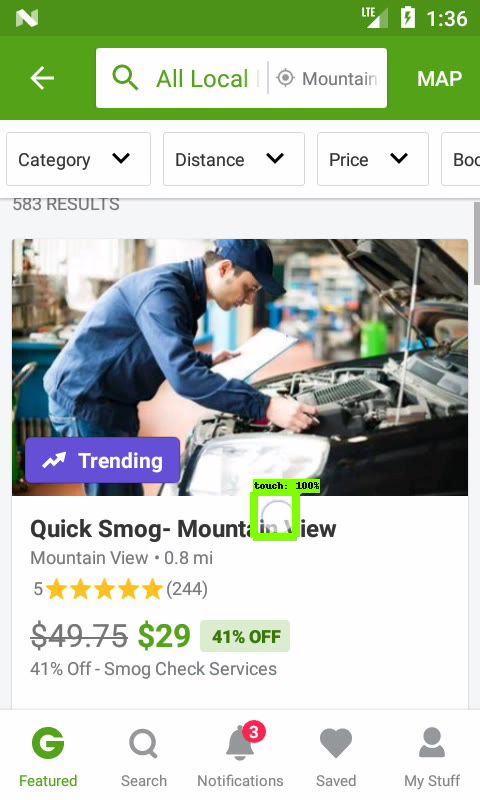 LTE 1:36
All Local Mountain MAP
Category Distance Price Boo
583 RESULTS
Trending
touch: 100%
Quick Smog- Mountain View
Mountain View • 0.8 mi
5 (244)
$49.75 $29 41% OFF
41% Off - Smog Check Services
3
Featured Search Notifications Saved My Stuff